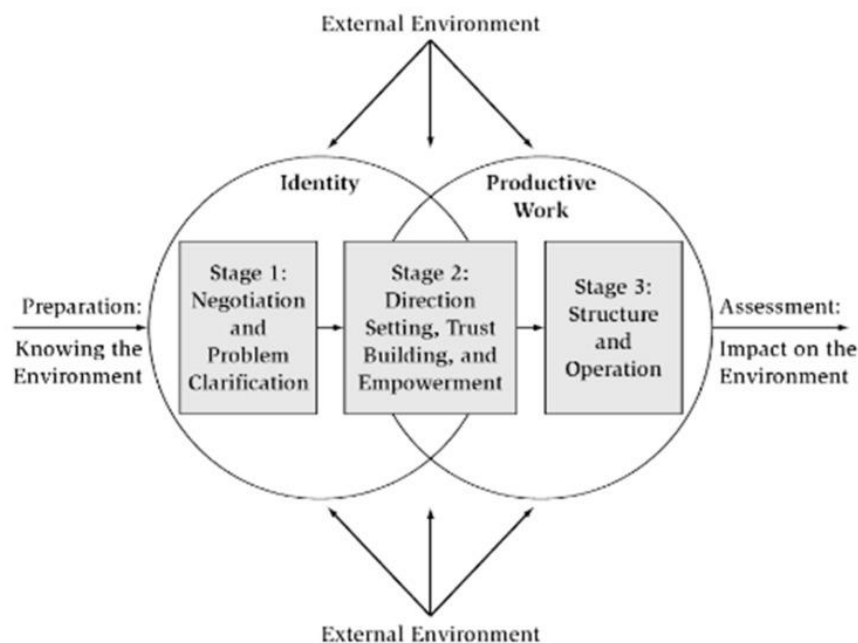 External Environment
Identity
Productive
Work
Stage 1:
Negotiation
and
Problem
Clarification
Stage 2:
Direction
Setting, Trust
Building, and
Empowerment
Stage 3:
Structure
and
Operation
Preparation:
Knowing the
Environment
Assessment:
Impact on the
Environment
External Environment